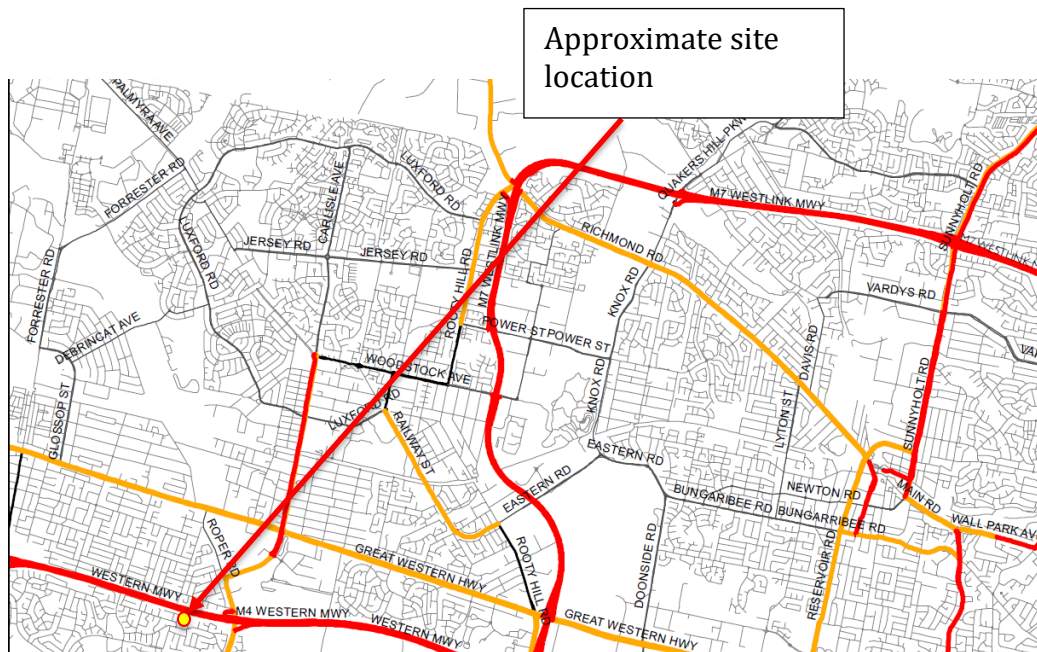 Approximate site
location
PALMYRA AVE
FORRESTER RD
LUXFORD RD
CARLISLE AVE
LUXFORD RD
QUAKERS HILL PKW
M7 WESTLINK MWY
SUNNYHOLT RD
M7 WESTLINK M
JERSEY RD
JERSEY RD
ROOTY HILL RD
M7 WESTLINK MWY
RICHMOND RD
KNOX RD
VARDYS RD
FORRESTER RD
DEBRINGAT AVE
POWER ST
POWER ST
DAVIS RD
VAR
WOODSTOCK AVE
KNOX RD
SUNNYHOLT RD
GLOSSOP ST
LUXFORD RD
RAILWAY ST
LYTON ST
EASTERN RD
EASTERN RD
NEWTON RD
MAIN RD
BUNGARIBEE RD
BUNGARRIBEE RD
WALL PARK AVE
ROPER RD
GREAT WESTERN HWY
ROOTY HILL RD
DOONSIDE RD
RESERVOIR RD
WESTERN MWY
M4 WESTERN MWY
WESTERN MWY
GREAT WESTERN HWY